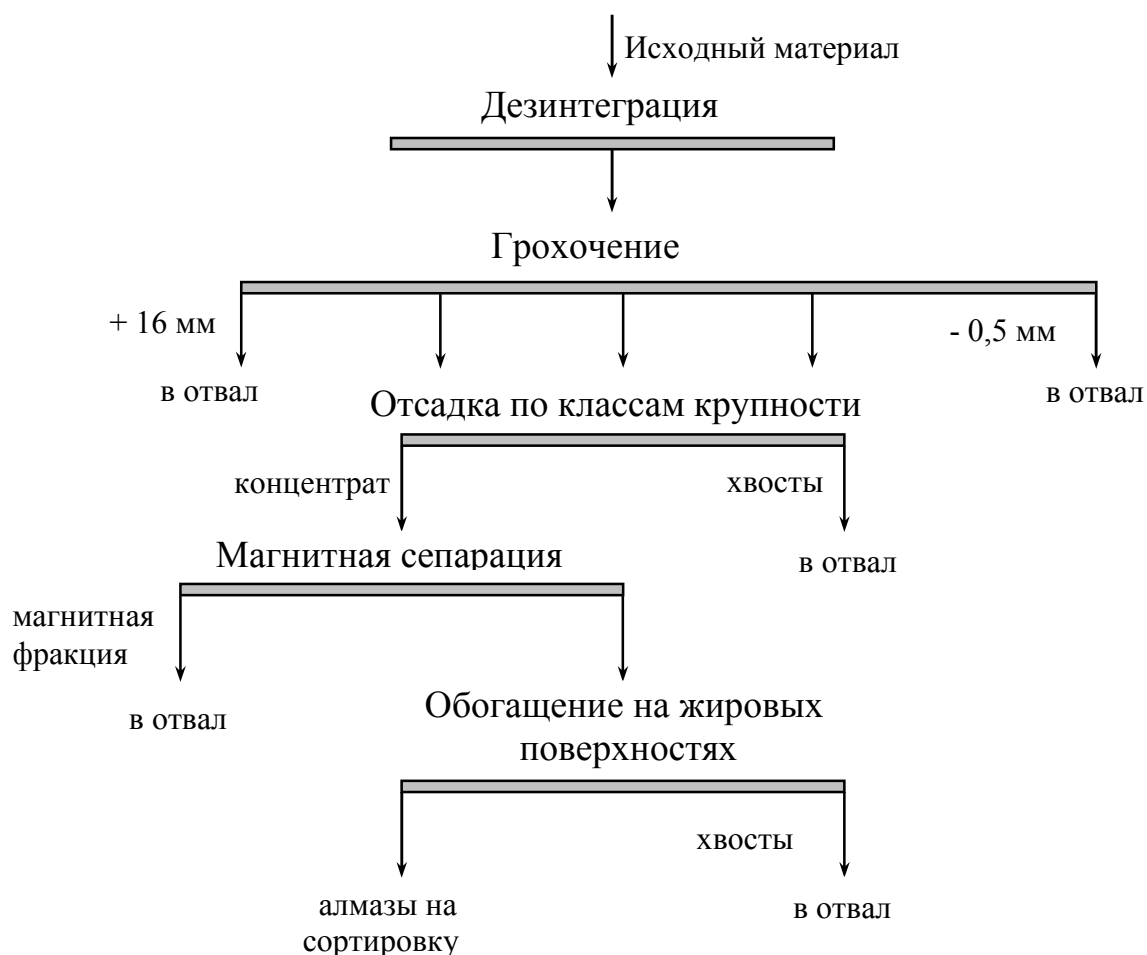 Исходный материал
Дезинтеграция
Грохочение
+ 16 мм
- 0,5 мм
в отвал
в отвал
Отсадка по классам крупности
концентрат
хвосты
Магнитная сепарация
в отвал
магнитная
фракция
в отвал
Обогащение на жировых
поверхностях
хвосты
алмазы на
сортировку
в отвал